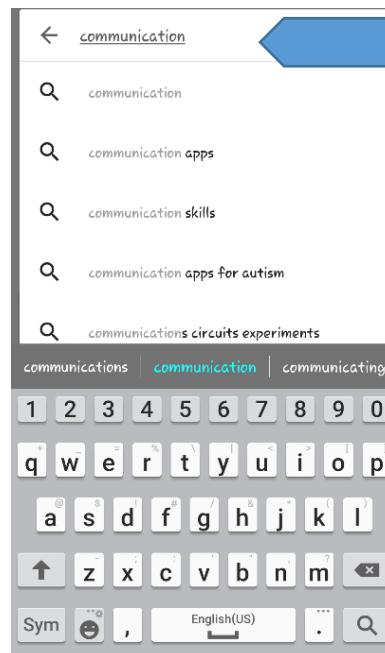 communication
communication
communication apps
communication skills
communication apps for autism
communications circuits experiments
communications communication communicating
1 2 3 4 5 6 7 8 9 0
q w e r t y u i o p
a s d f g h j k l
z x c v b n m
Sym , English(US) .